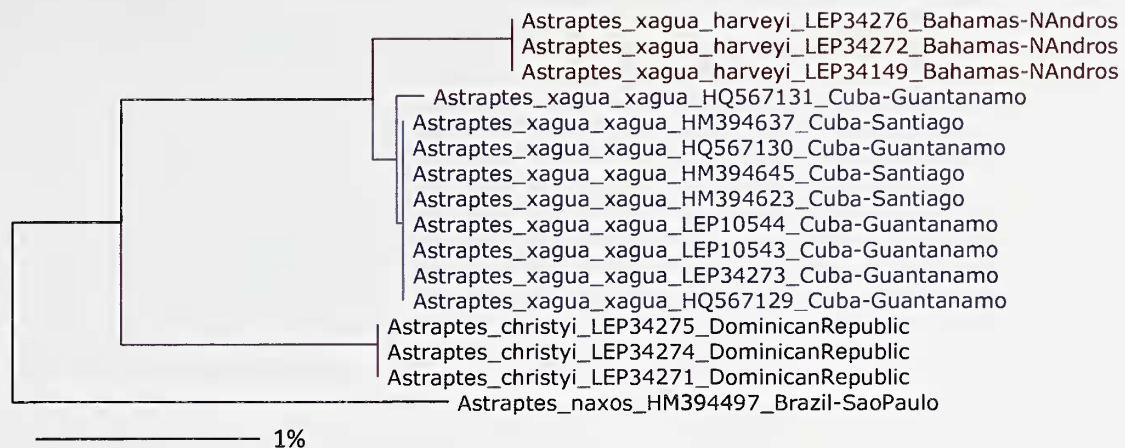 Astraptes_xagua_harveyi_LEP34276_Bahamas-NAndros
Astraptes_xagua_harveyi_LEP34272_Bahamas-NAndros
Astraptes_xagua_harveyi_LEP34149_Bahamas-NAndros
Astraptes_xagua_xagua_HQ567131_Cuba-Guantanamo
Astraptes_xagua_xagua_HM394637_Cuba-Santiago
Astraptes_xagua_xagua_HQ567130_Cuba-Guantanamo
Astraptes_xagua_xagua_HM394645_Cuba-Santiago
Astraptes_xagua_xagua_HM394623_Cuba-Santiago
Astraptes_xagua_xagua_LEP10544_Cuba-Guantanamo
Astraptes_xagua_xagua_LEP10543_Cuba-Guantanamo
Astraptes_xagua_xagua_LEP34273_Cuba-Guantanamo
Astraptes_xagua_xagua_HQ567129_Cuba-Guantanamo
Astraptes_christyi_LEP34275_DominicanRepublic
Astraptes_christyi_LEP34274_DominicanRepublic
Astraptes_christyi_LEP34271_DominicanRepublic
Astraptes_naxos_HM394497_Brazil-SaoPaulo
1%